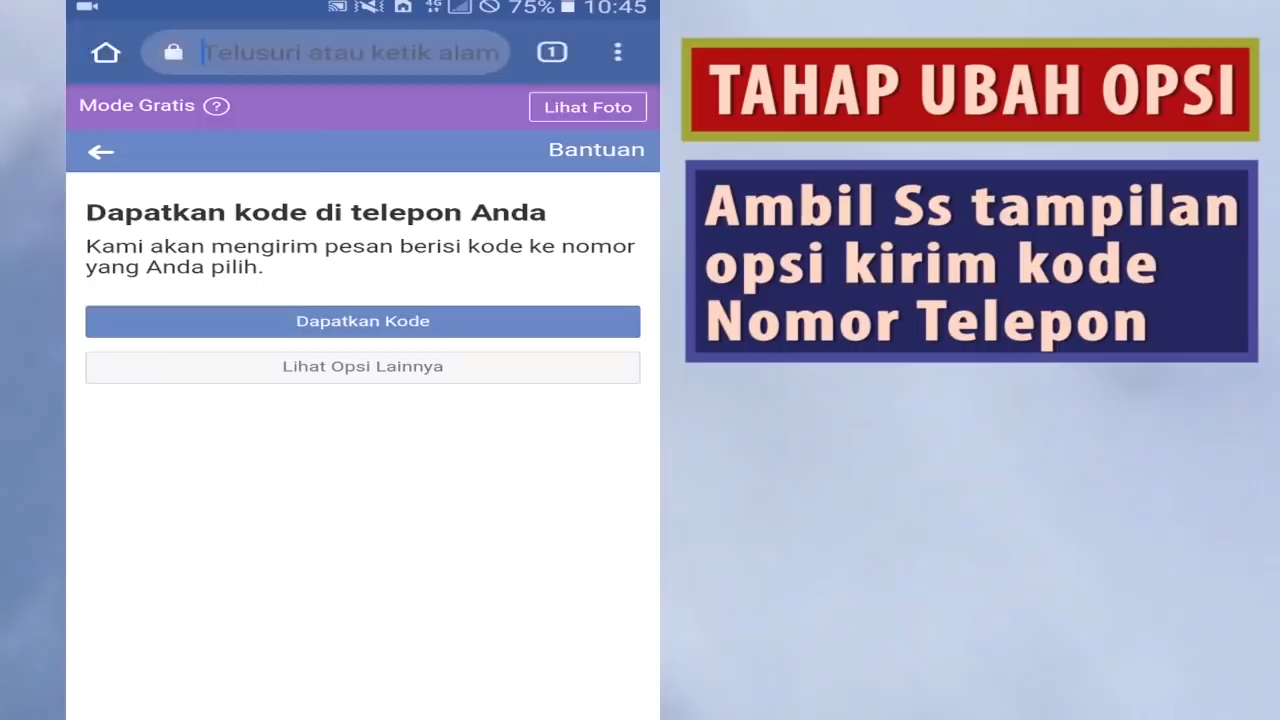 4G 75% 10:45
Telusuri atau ketik alam
1
Mode Gratis ?
Lihat Foto
Bantuan
Dapatkan kode di telepon Anda
Kami akan mengirim pesan berisi kode ke nomor
yang Anda pilih.
Dapatkan Kode
Lihat Opsi Lainnya
TAHAP UBAH OPSI
Ambil Ss tampilan
opsi kirim kode
Nomor Telepon